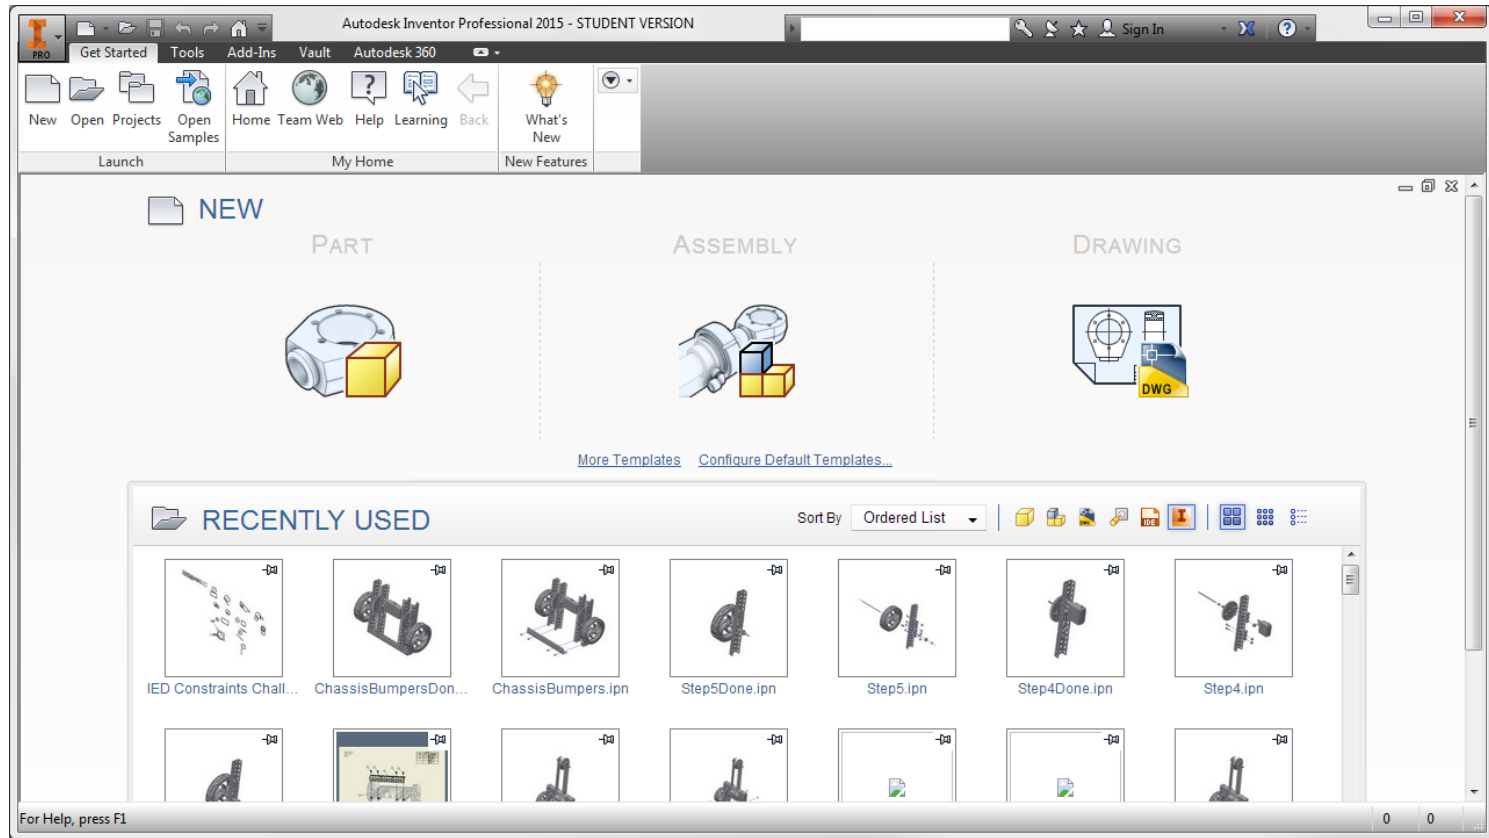 Autodesk Inventor Professional 2015 - STUDENT VERSION
Sign In
PRO
Get Started Tools Add-Ins Vault Autodesk 360
New Open Projects Open Samples Home Team Web Help Learning Back What's New
Launch My Home New Features
NEW
PART ASSEMBLY DRAWING
DWG
More Templates Configure Default Templates...
RECENTLY USED Sort By Ordered List
IDE
IED Constraints Chall... ChassisBumpersDon... ChassisBumpers.ipn Step5Done.ipn Step5.ipn Step4Done.ipn Step4.ipn
For Help, press F1 0 0